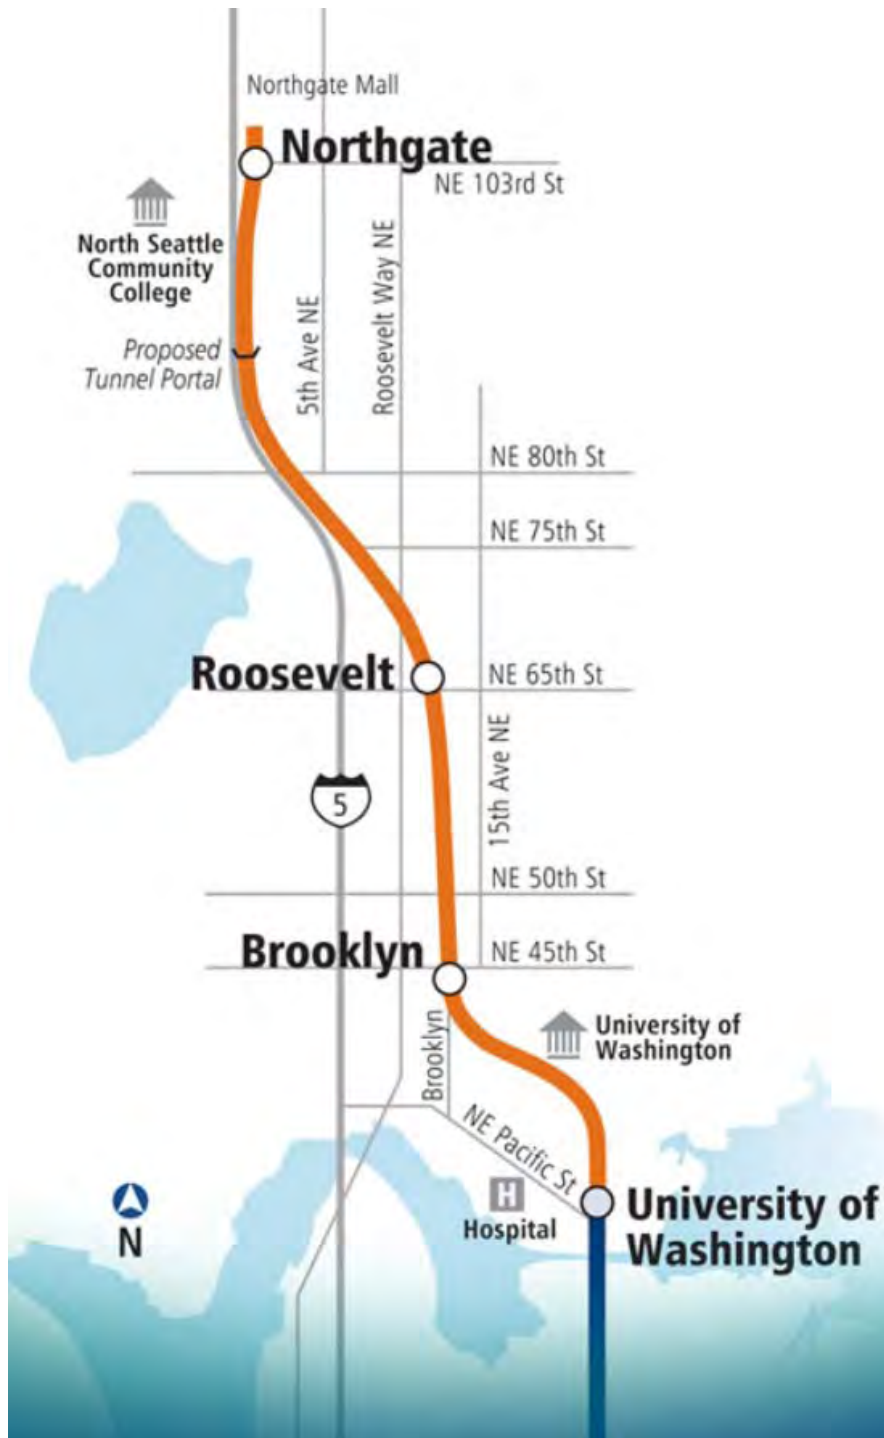 Northgate Mall
Northgate
NE 103rd St
North Seattle
Community
College
Roosevelt Way NE
5th Ave NE
Proposed
Tunnel Portal
NE 80th St
NE 75th St
Roosevelt
NE 65th St
15th Ave NE
5
NE 50th St
Brooklyn
NE 45th St
Brooklyn
University of
Washington
NE Pacific St
H
Hospital
University of
Washington
N